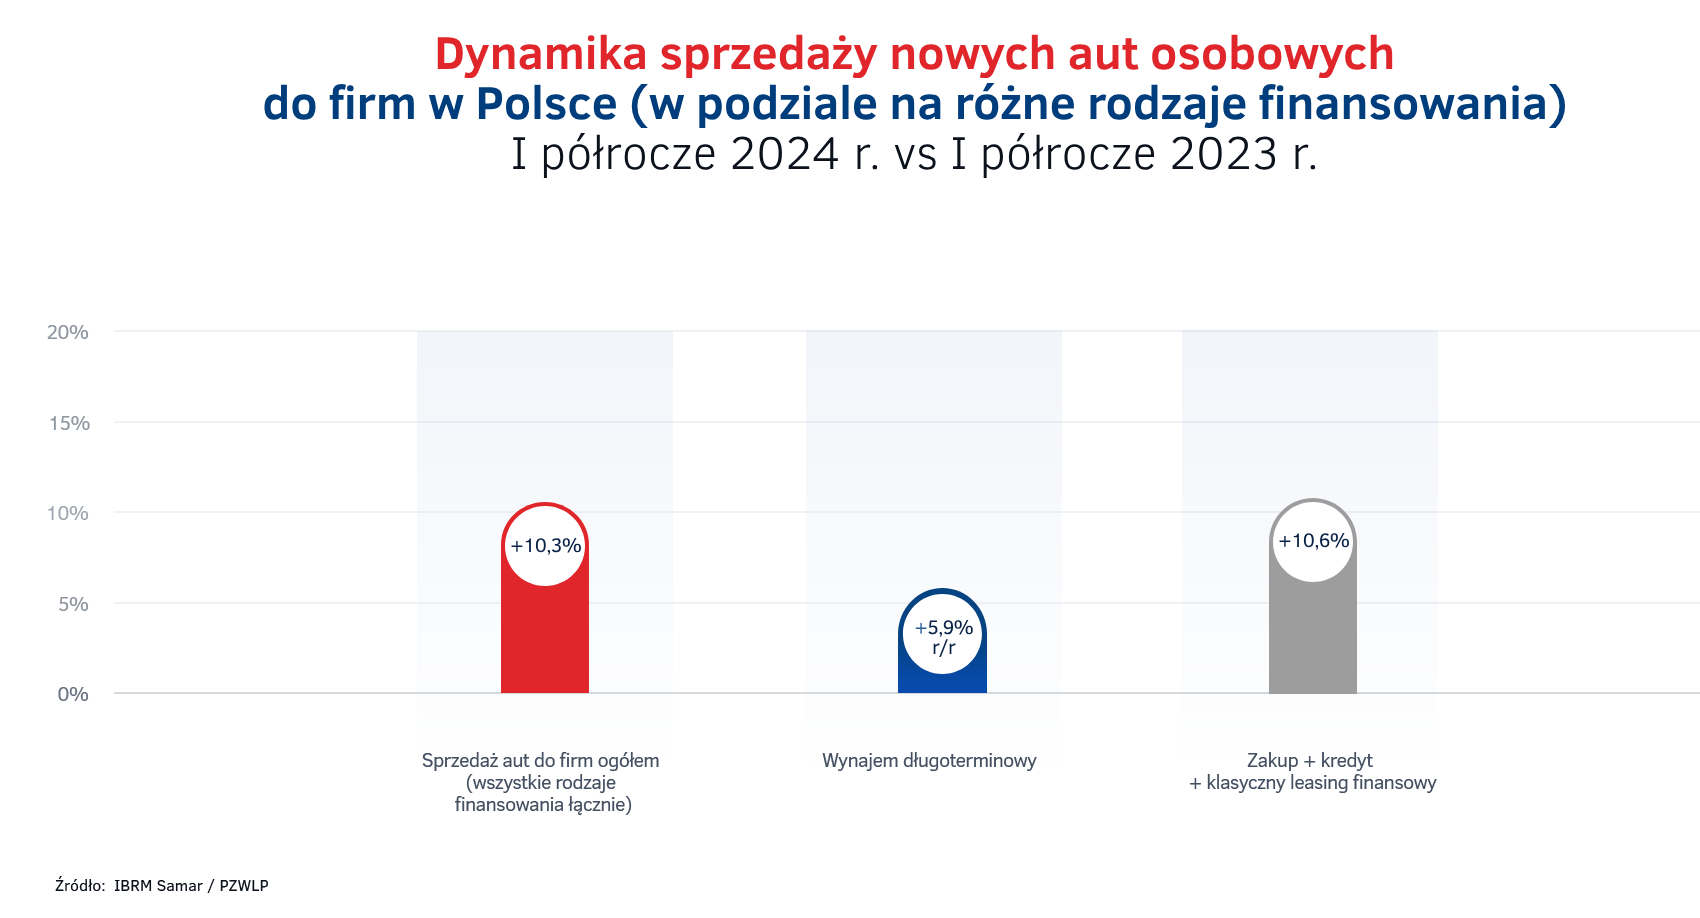 Dynamika sprzedaży nowych aut osobowych
do firm w Polsce (w podziale na różne rodzaje finansowania)
I półrocze 2024 r. vs I półrocze 2023 r.
20%
15%
10%
5%
0%
+10,3%
+5,9%
r/r
+10,6%
Sprzedaż aut do firm ogółem
(wszystkie rodzaje
finansowania łącznie)
Wynajem długoterminowy
Zakup + kredyt
+ klasyczny leasing finansowy
Źródło: IBRM Samar / PZWLP